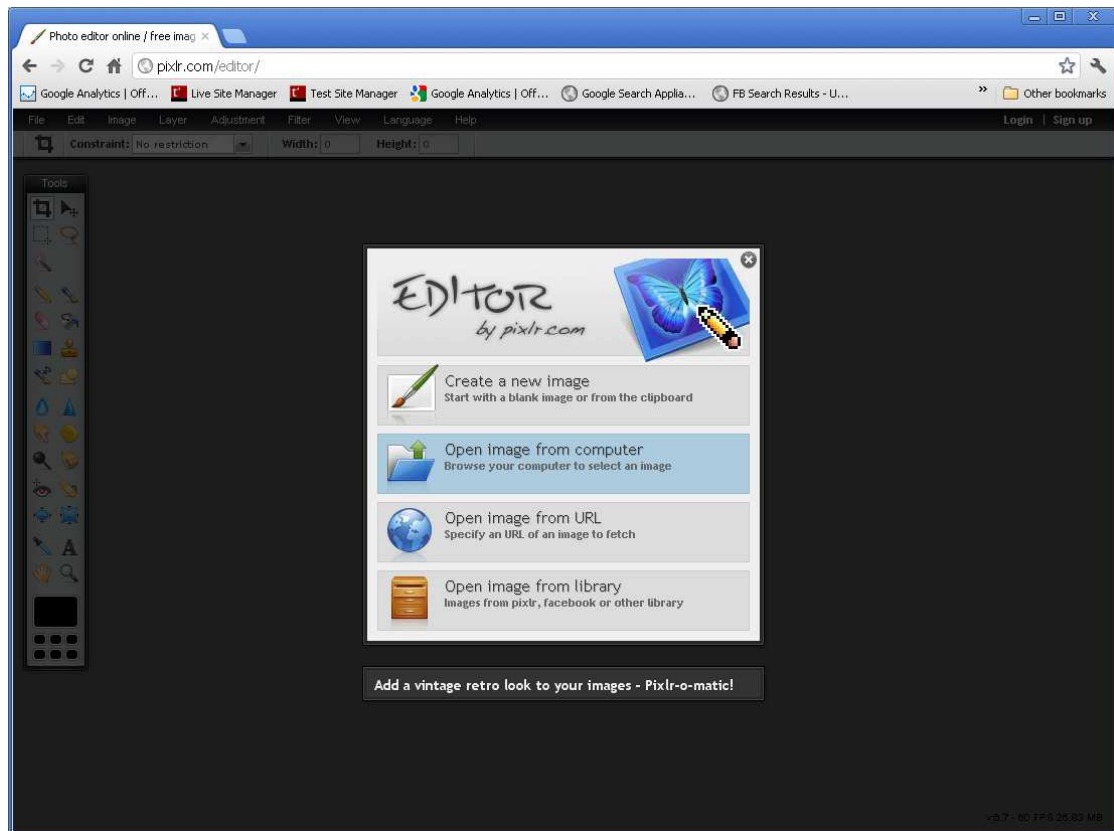 Photo editor online / free imag
pixlr.com/editor/
Google Analytics | Off... Live Site Manager Test Site Manager Google Analytics | Off... Google Search Applia... FB Search Results - U... » Other bookmarks
File Edit Image Layer Adjustment Filter View Language Help Login | Sign up
Constraint: No restriction Width: 0 Height: 0
Tools
EDITOR
by pixlr.com
Create a new image
Start with a blank image or from the clipboard
Open image from computer
Browse your computer to select an image
Open image from URL
Specify an URL of an image to fetch
Open image from library
Images from pixlr, facebook or other library
Add a vintage retro look to your images - Pixlr-o-matic!